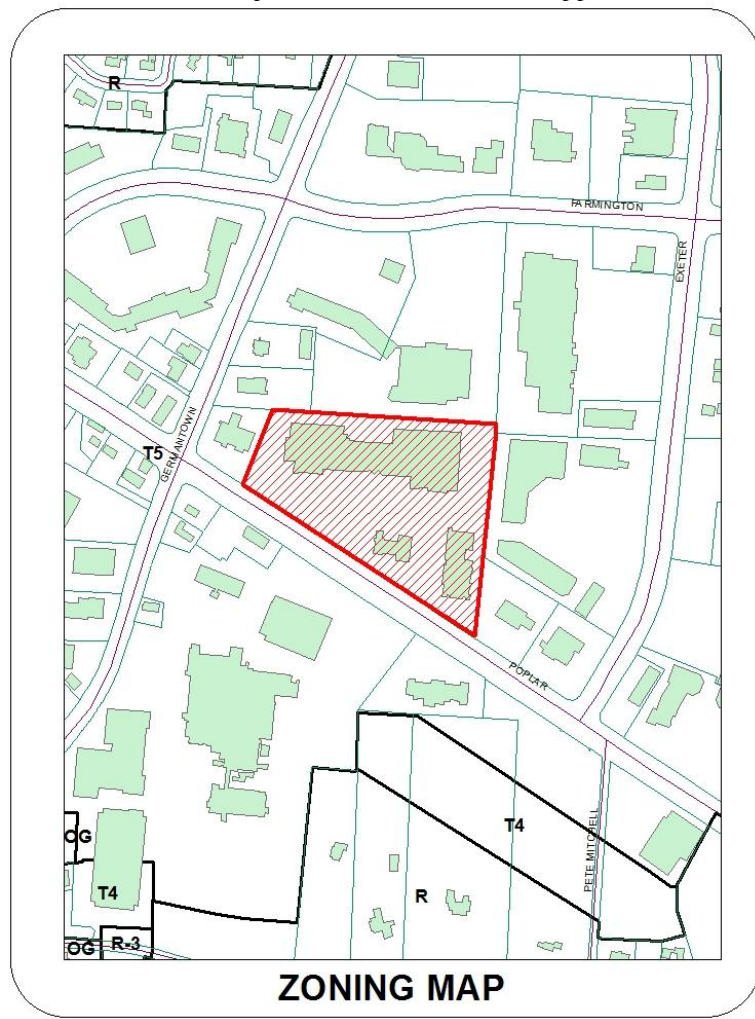 R
FARMINGTON
EXETER
GERMANTOWN
T5
POPLAR
T4
PETE MITCHELL
OG
T4
R
OG
R-3
ZONING MAP